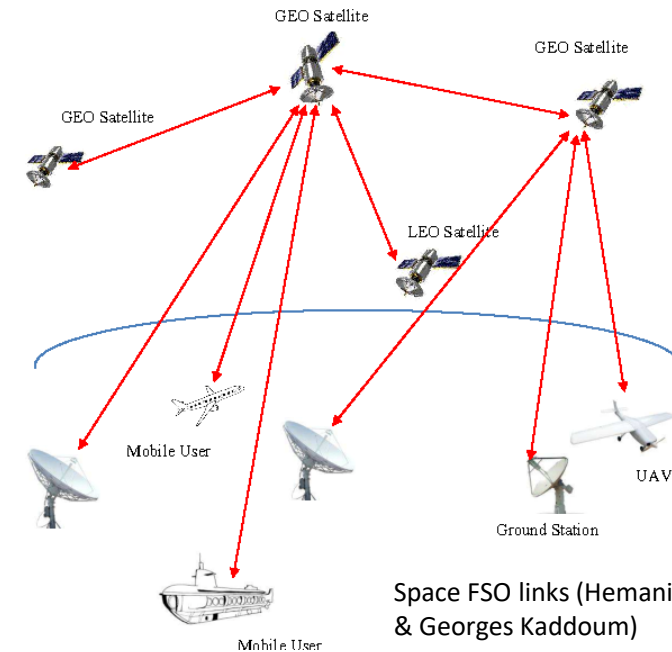 GEO Satellite
GEO Satellite
GEO Satellite
LEO Satellite
Mobile User
UAV
Ground Station
Space FSO links (Hemani
& Georges Kaddoum)
Mobile User